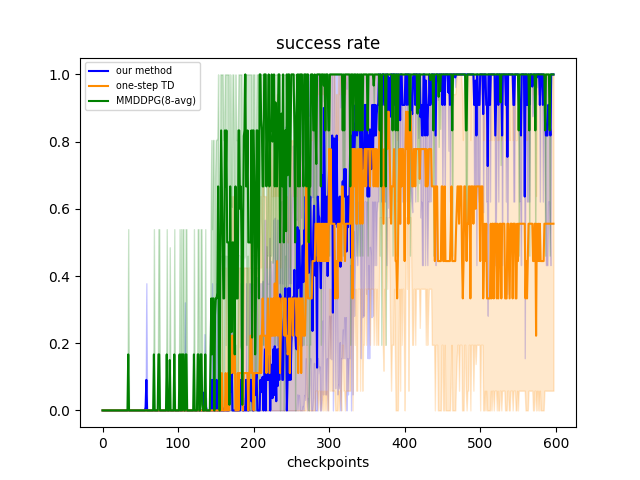 success rate
our method
one-step TD
MMDDPG(8-avg)
1.0
0.8
0.6
0.4
0.2
0.0
0 100 200 300 400 500 600
checkpoints